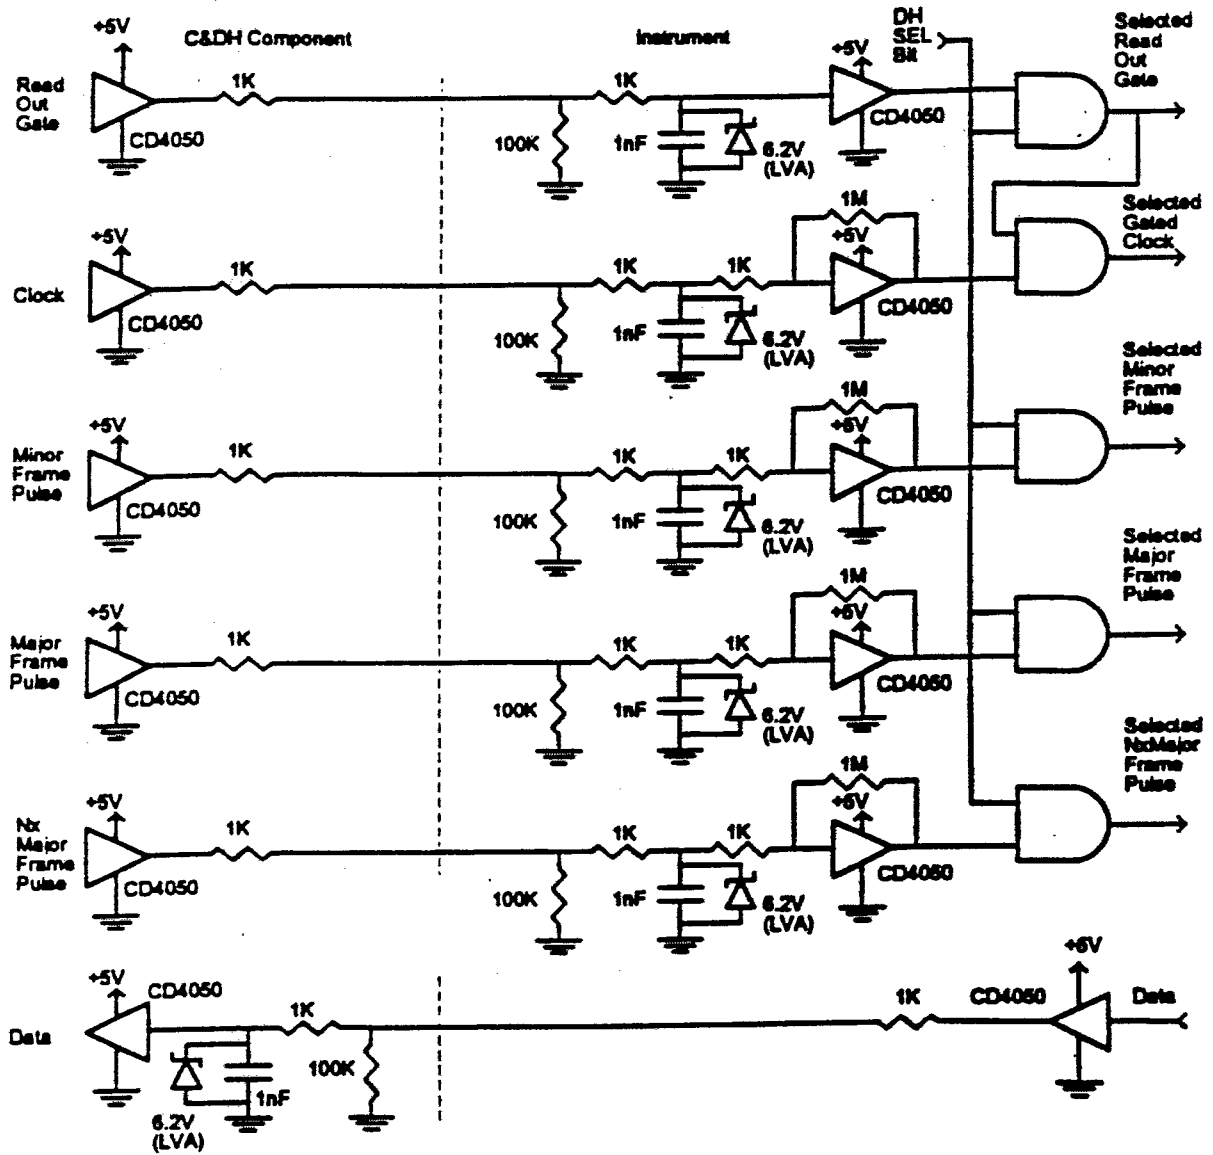 C&DH Component
Instrument
DH
SEL
Bit
Selected
Read
Out
Gate
+5V
Read
Out
Gate
CD4050
1K
100K
1K
1nF
6.2V
(LVA)
+5V
CD4050
Selected
Gated
Clock
+5V
Clock
CD4050
1K
100K
1K
1K
1nF
6.2V
(LVA)
1M
+5V
CD4050
Selected
Minor
Frame
Pulse
+5V
Minor
Frame
Pulse
CD4050
1K
100K
1K
1K
1nF
6.2V
(LVA)
1M
+5V
CD4050
Selected
Major
Frame
Pulse
+5V
Major
Frame
Pulse
CD4050
1K
100K
1K
1K
1nF
6.2V
(LVA)
1M
+5V
CD4050
Selected
NxMajor
Frame
Pulse
+5V
Nx
Major
Frame
Pulse
CD4050
1K
100K
1K
1K
1nF
6.2V
(LVA)
1M
+5V
CD4050
+5V
CD4050
Data
6.2V
(LVA)
1nF
1K
100K
1K
CD4050
+5V
Data